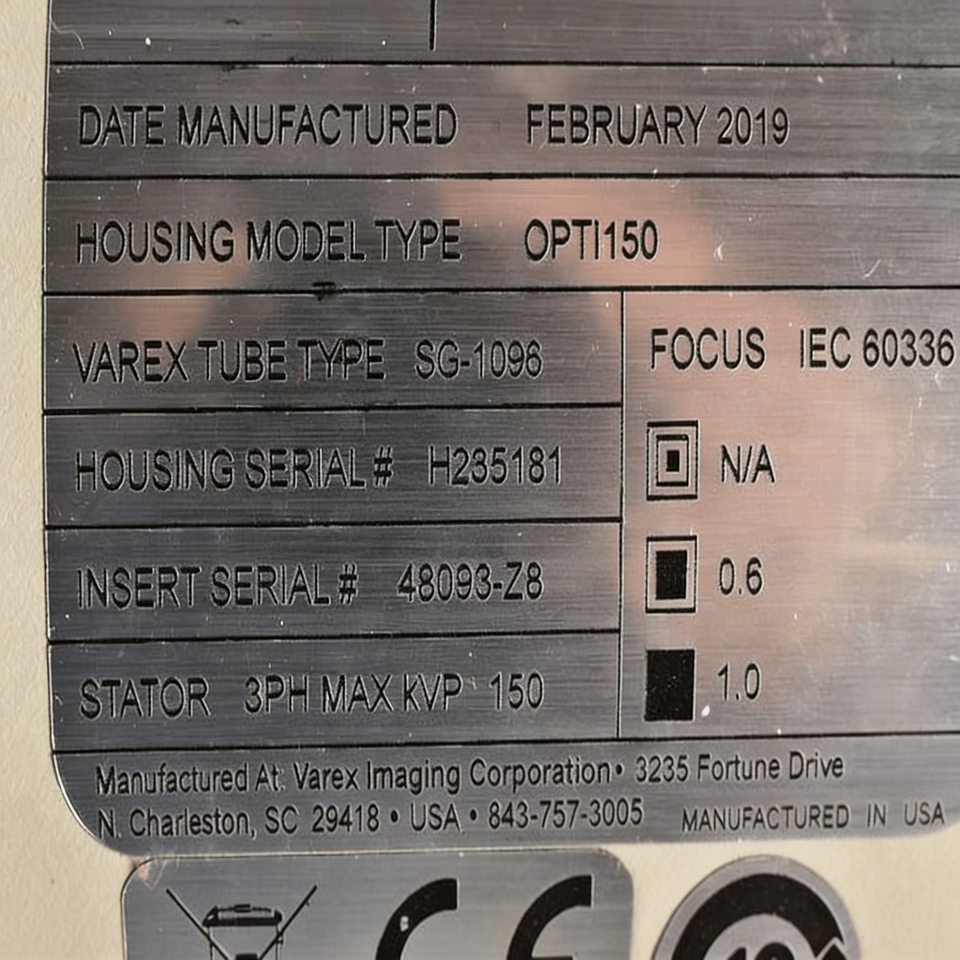 DATE MANUFACTURED FEBRUARY 2019
HOUSING MODEL TYPE OPTI150
VAREX TUBE TYPE SG-1096
FOCUS IEC 60336
HOUSING SERIAL # H235181
N/A
INSERT SERIAL # 48093-Z8
0.6
STATOR 3PH MAX KVP 150
1.0
Manufactured At: Varex Imaging Corporation • 3235 Fortune Drive
N. Charleston, SC 29418 • USA • 843-757-3005 MANUFACTURED IN USA
CE